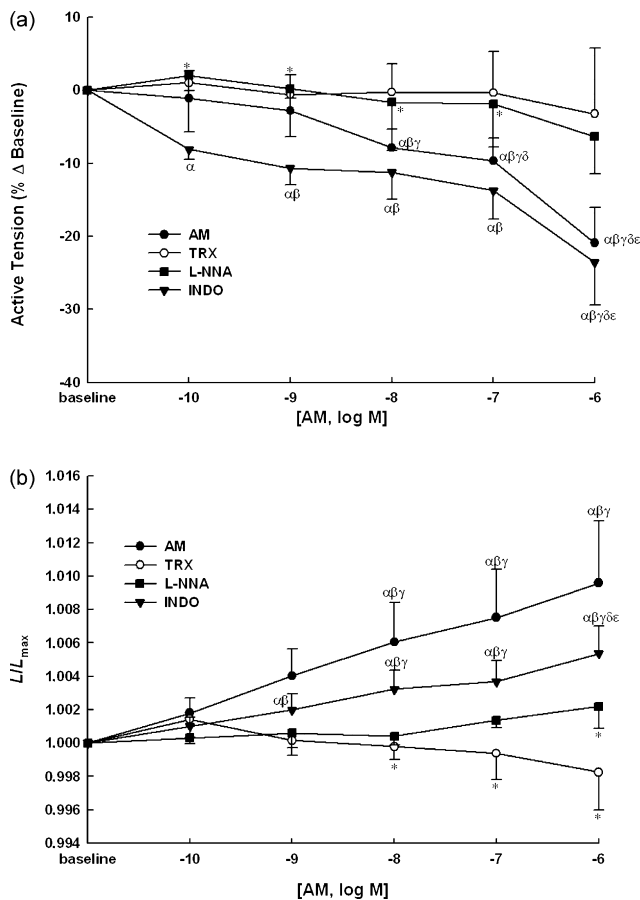 (a)
10
0
-10
-20
-30
-40
Active Tension (% Δ Baseline)
* *
* *
α αβ αβγ αβ αβγδ αβ αβγδε
αβγδε
AM
TRX
L-NNA
INDO
baseline -10 -9 -8 -7 -6
[AM, log M]
(b)
1.016
1.014
1.012
1.010
1.008
1.006
1.004
1.002
1.000
0.998
0.996
0.994
L/Lmax
AM
TRX
L-NNA
INDO
αβγ
αβγ
αβγ
αβγδε
αβγ αβγ
αβ
*
* *
*
baseline -10 -9 -8 -7 -6
[AM, log M]